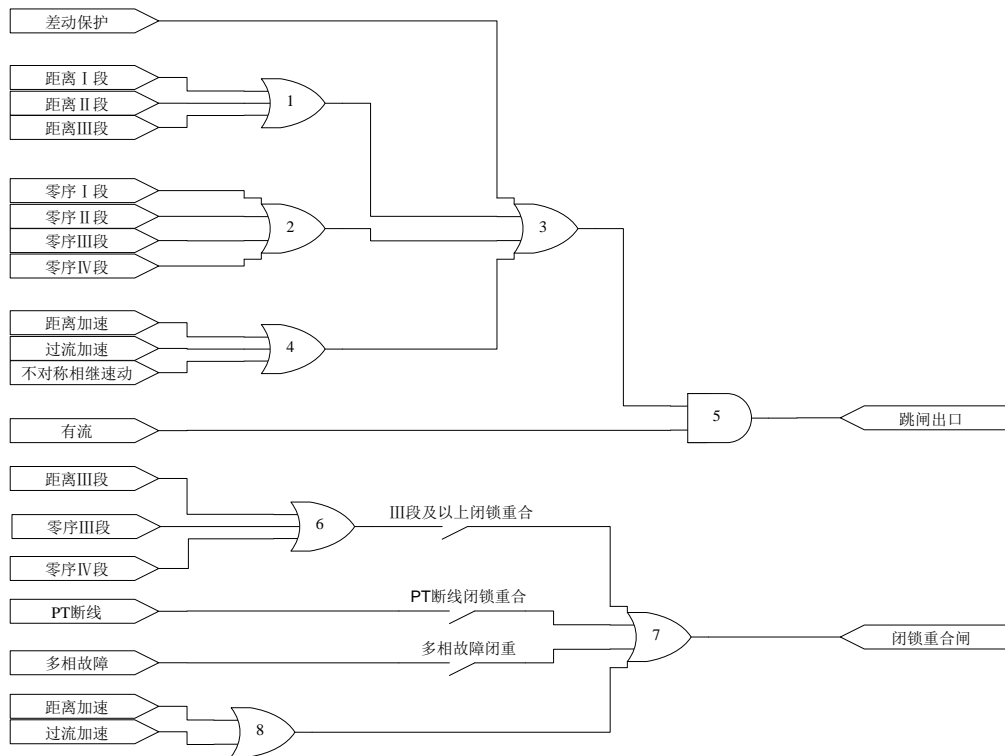 差动保护
距离Ⅰ段
距离Ⅱ段
距离Ⅲ段
1
零序Ⅰ段
零序Ⅱ段
零序Ⅲ段
零序Ⅳ段
2
3
距离加速
过流加速
不对称相继速动
4
有流
5
跳闸出口
距离Ⅲ段
零序Ⅲ段
零序Ⅳ段
6
Ⅲ段及以上闭锁重合
PT断线
PT断线闭锁重合
多相故障
多相故障闭重
7
闭锁重合闸
距离加速
过流加速
8